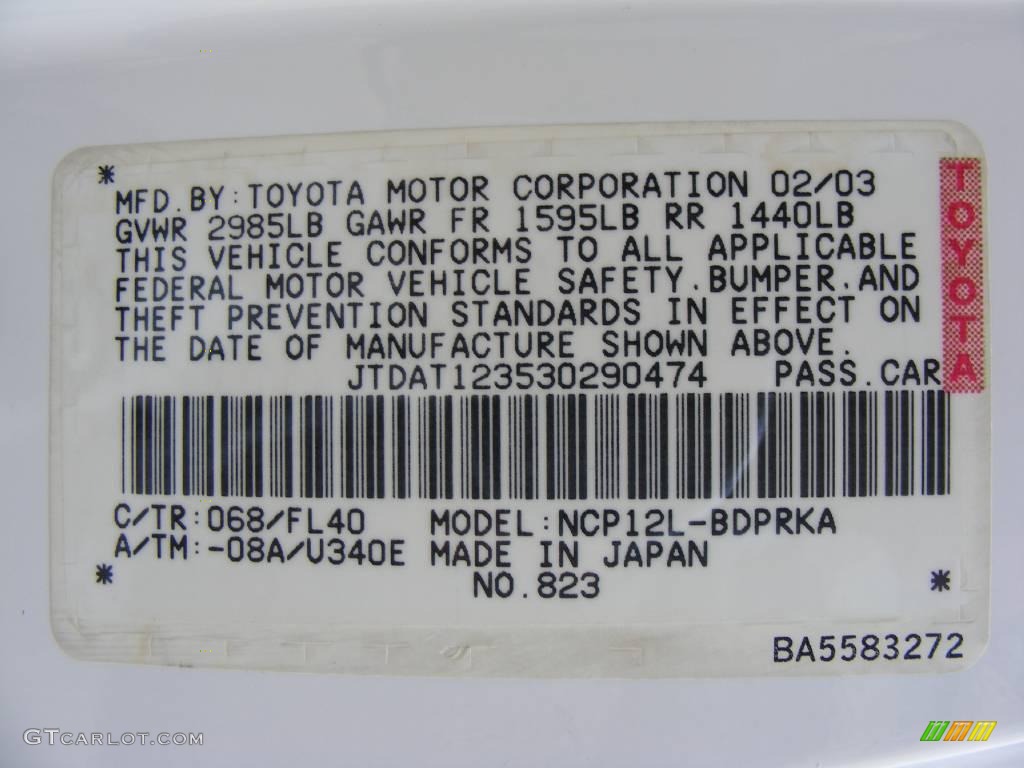 *
MFD.BY:TOYOTA MOTOR CORPORATION 02/03
GVWR 2985LB GAWR FR 1595LB RR 1440LB
THIS VEHICLE CONFORMS TO ALL APPLICABLE
FEDERAL MOTOR VEHICLE SAFETY.BUMPER.AND
THEFT PREVENTION STANDARDS IN EFFECT ON
THE DATE OF MANUFACTURE SHOWN ABOVE.
JTDAT123530290474 PASS.CAR
TOYOTA
C/TR:068/FL40 MODEL:NCP12L-BDPRKA
A/TM:-08A/U340E MADE IN JAPAN
* NO.823 *
BA5583272
GTCARLOT.COM